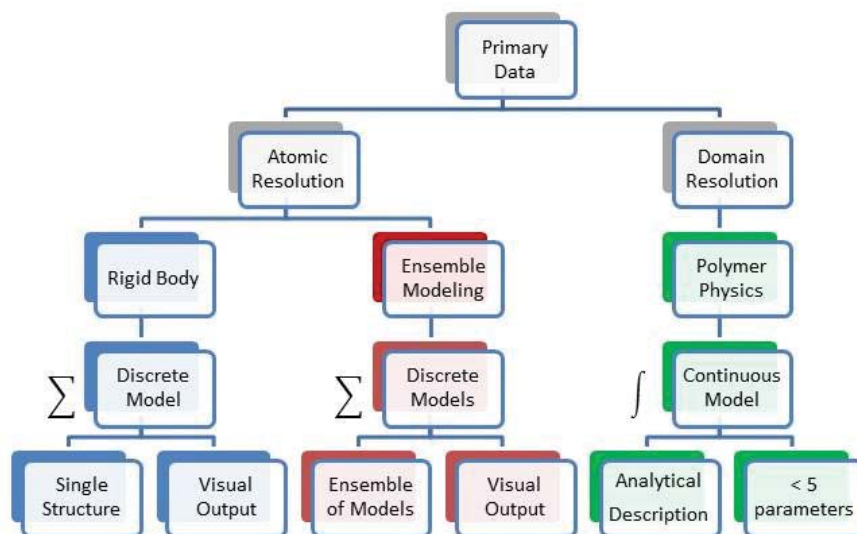 Primary
Data
Atomic
Resolution
Domain
Resolution
Rigid Body
Ensemble
Modeling
Polymer
Physics
∑
Discrete
Model
∑
Discrete
Models
∫
Continuous
Model
Single
Structure
Visual
Output
Ensemble
of Models
Visual
Output
Analytical
Description
< 5
parameters